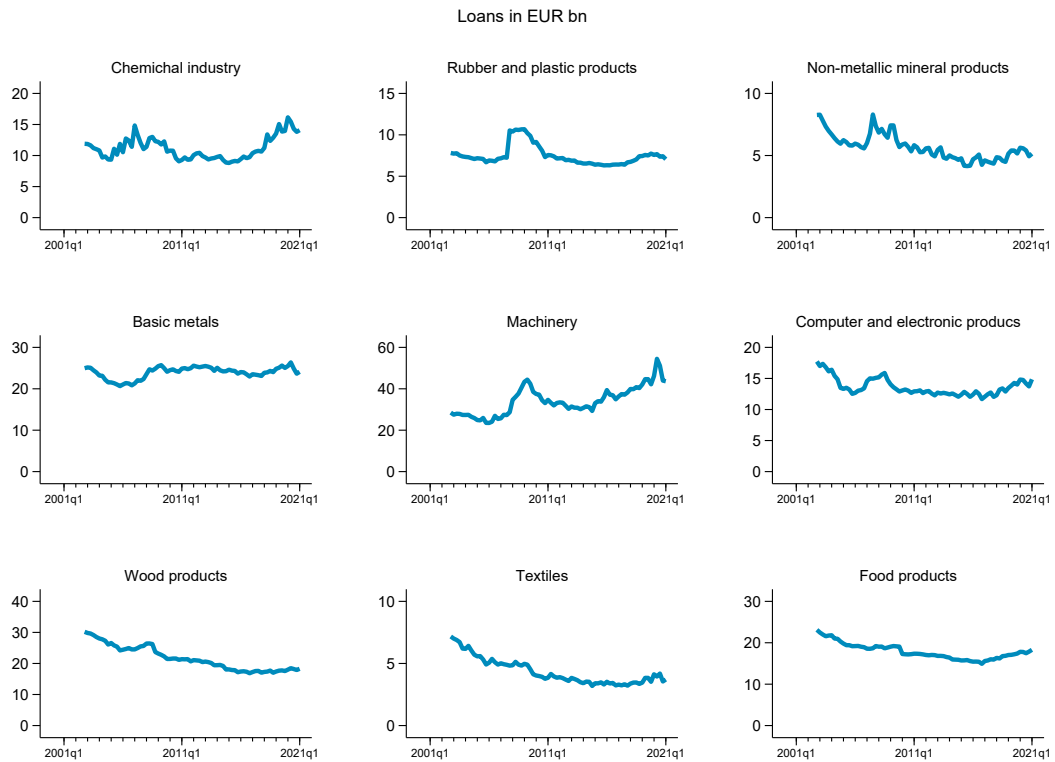 Loans in EUR bn
Chemichal industry
20
15
10
5
0
2001q1 2011q1 2021q1
Rubber and plastic products
15
10
5
0
2001q1 2011q1 2021q1
Non-metallic mineral products
10
5
0
2001q1 2011q1 2021q1
Basic metals
30
20
10
0
2001q1 2011q1 2021q1
Machinery
60
40
20
0
2001q1 2011q1 2021q1
Computer and electronic producs
20
15
10
5
0
2001q1 2011q1 2021q1
Wood products
40
30
20
10
0
2001q1 2011q1 2021q1
Textiles
10
5
0
2001q1 2011q1 2021q1
Food products
30
20
10
0
2001q1 2011q1 2021q1